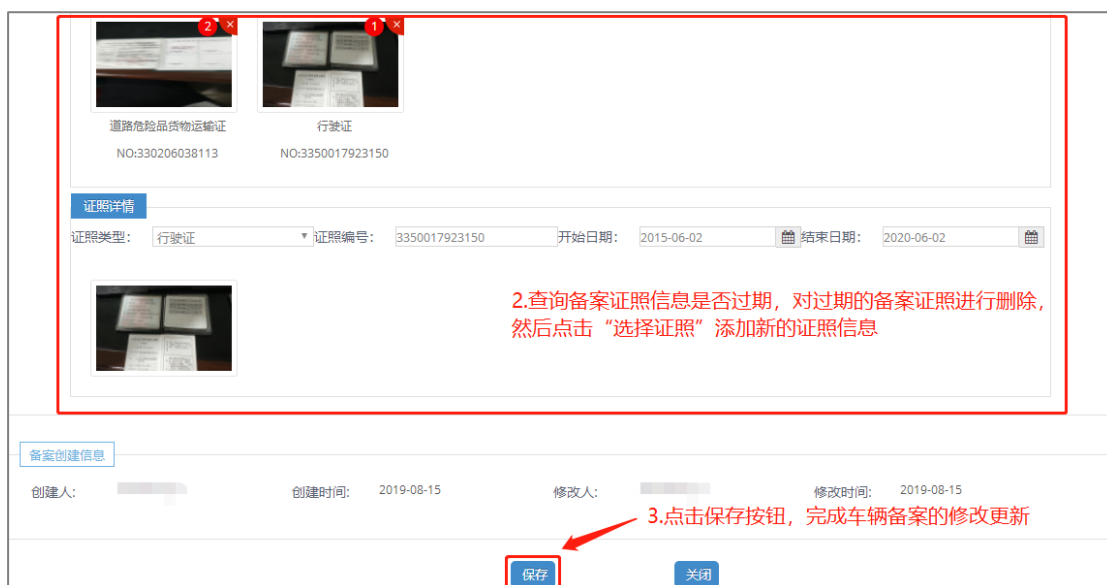 2 × 1 ×
道路危险品货物运输证 行驶证
NO:330206038113 NO:3350017923150
证照详情
证照类型: 行驶证 证照编号: 3350017923150 开始日期: 2015-06-02 结束日期: 2020-06-02
2.查询备案证照信息是否过期，对过期的备案证照进行删除，
然后点击“选择证照”添加新的证照信息
备案创建信息
创建人: 创建时间: 2019-08-15 修改人: 修改时间: 2019-08-15
3.点击保存按钮，完成车辆备案的修改更新
保存 关闭